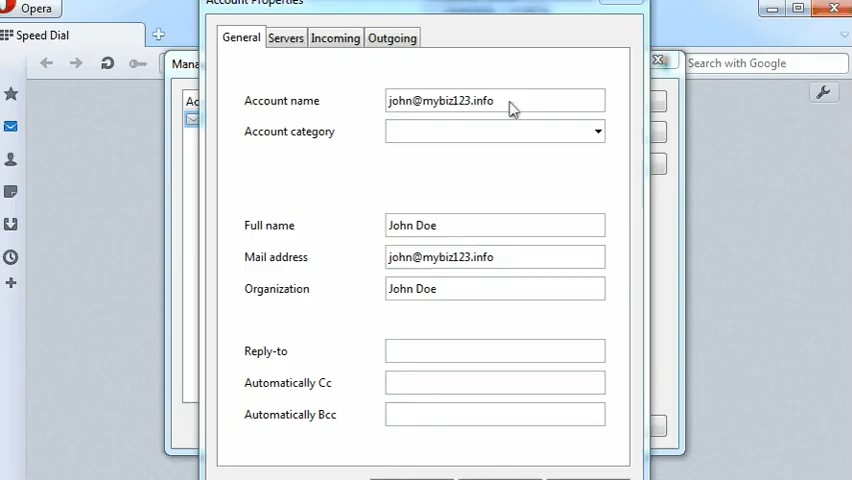 Account Properties
Opera
Speed Dial
General Servers Incoming Outgoing
Search with Google
Account name john@mybiz123.info
Account category
Full name John Doe
Mail address john@mybiz123.info
Organization John Doe
Reply-to
Automatically Cc
Automatically Bcc